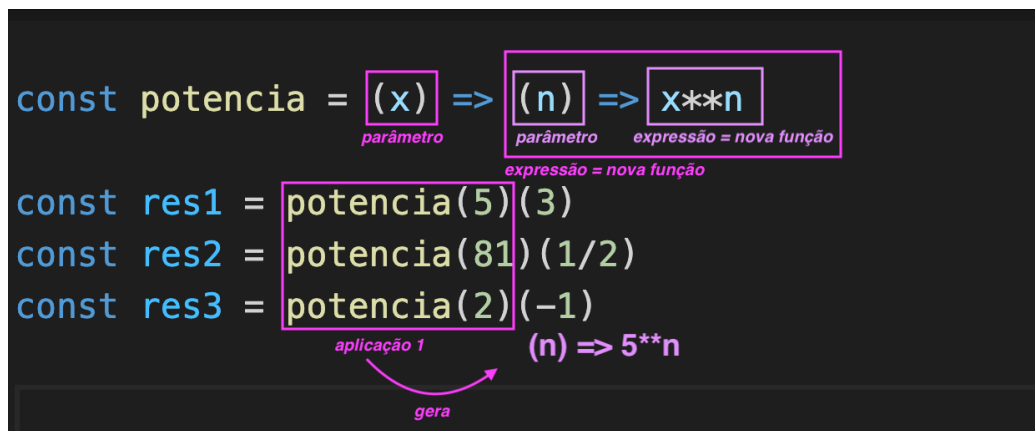 const potencia = (x) => (n) => x**n
parâmetro parâmetro expressão = nova função
expressão = nova função
const res1 = potencia(5)(3)
const res2 = potencia(81)(1/2)
const res3 = potencia(2)(-1)
aplicação 1 (n) => 5**n
gera